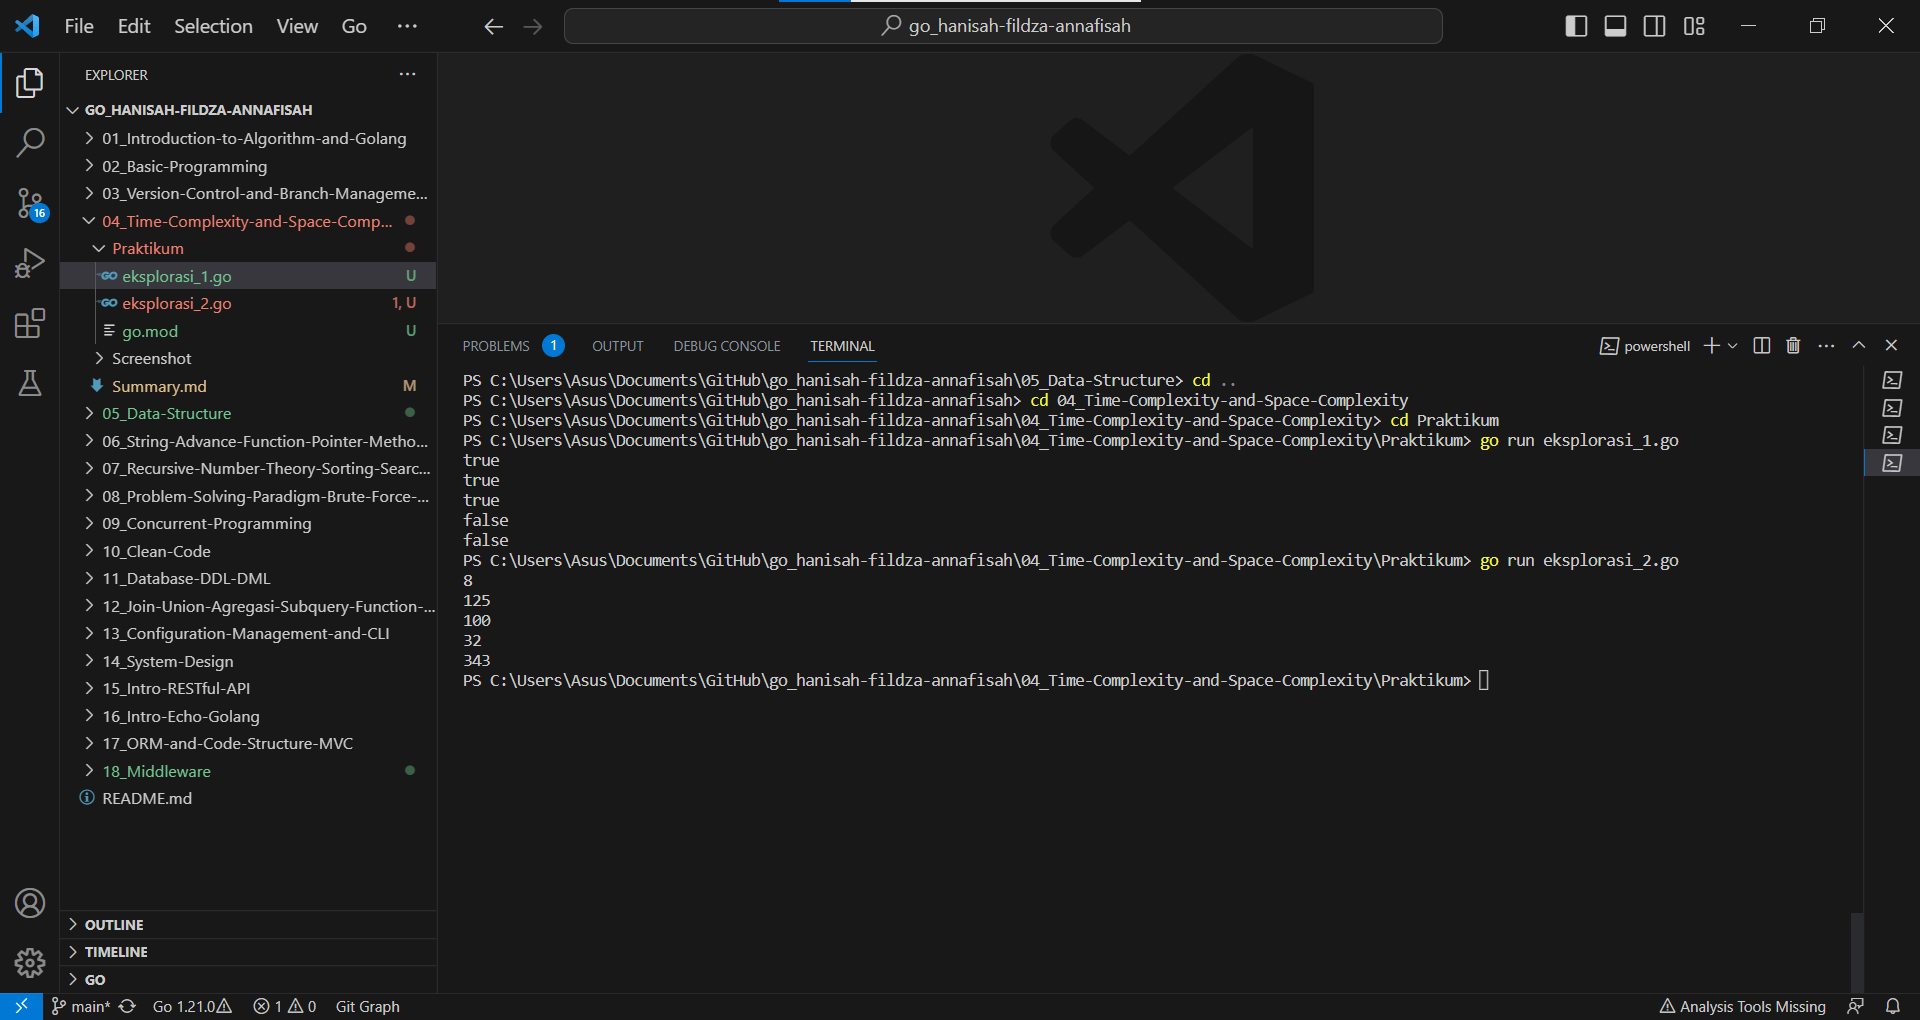 File Edit Selection View Go ···
go_hanisah-fildza-annafisah
EXPLORER
GO_HANISAH-FILDZA-ANNAFISAH
01_Introduction-to-Algorithm-and-Golang
02_Basic-Programming
03_Version-Control-and-Branch-Manageme...
16
04_Time-Complexity-and-Space-Comp...
Praktikum
GO eksplorasi_1.go U
GO eksplorasi_2.go 1, U
go.mod U
Screenshot
Summary.md M
05_Data-Structure
06_String-Advance-Function-Pointer-Metho...
07_Recursive-Number-Theory-Sorting-Searc...
08_Problem-Solving-Paradigm-Brute-Force-...
09_Concurrent-Programming
10_Clean-Code
11_Database-DDL-DML
12_Join-Union-Agregasi-Subquery-Function-...
13_Configuration-Management-and-CLI
14_System-Design
15_Intro-RESTful-API
16_Intro-Echo-Golang
17_ORM-and-Code-Structure-MVC
18_Middleware
README.md
OUTLINE
TIMELINE
GO
PROBLEMS 1 OUTPUT DEBUG CONSOLE TERMINAL
powershell
PS C:\Users\Asus\Documents\GitHub\go_hanisah-fildza-annafisah\05_Data-Structure> cd ..
PS C:\Users\Asus\Documents\GitHub\go_hanisah-fildza-annafisah> cd 04_Time-Complexity-and-Space-Complexity
PS C:\Users\Asus\Documents\GitHub\go_hanisah-fildza-annafisah\04_Time-Complexity-and-Space-Complexity> cd Praktikum
PS C:\Users\Asus\Documents\GitHub\go_hanisah-fildza-annafisah\04_Time-Complexity-and-Space-Complexity\Praktikum> go run eksplorasi_1.go
true
true
true
false
false
PS C:\Users\Asus\Documents\GitHub\go_hanisah-fildza-annafisah\04_Time-Complexity-and-Space-Complexity\Praktikum> go run eksplorasi_2.go
8
125
100
32
343
PS C:\Users\Asus\Documents\GitHub\go_hanisah-fildza-annafisah\04_Time-Complexity-and-Space-Complexity\Praktikum>
main* Go 1.21.0 1 0 Git Graph
Analysis Tools Missing